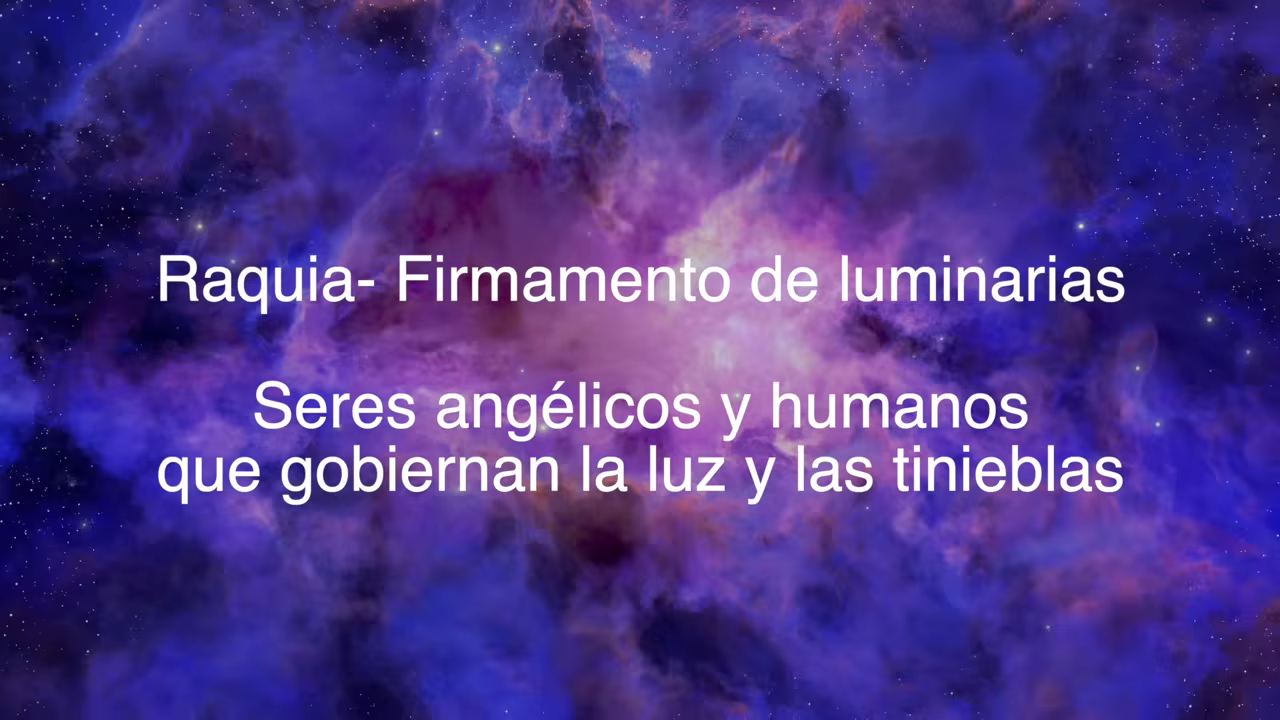 Raquia- Firmamento de luminarias
Seres angélicos y humanos
que gobiernan la luz y las tinieblas